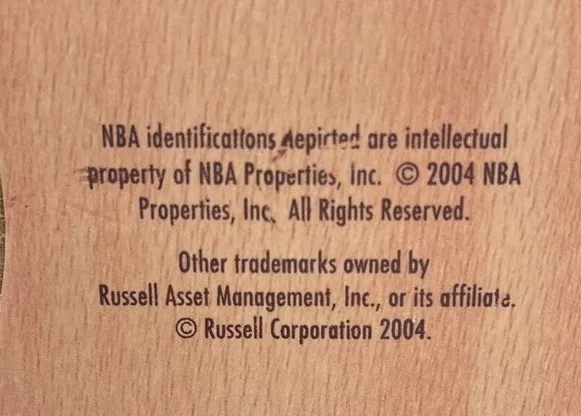 NBA identifications depicted are intellectual
property of NBA Properties, Inc. © 2004 NBA
Properties, Inc. All Rights Reserved.
Other trademarks owned by
Russell Asset Management, Inc., or its affiliate.
© Russell Corporation 2004.